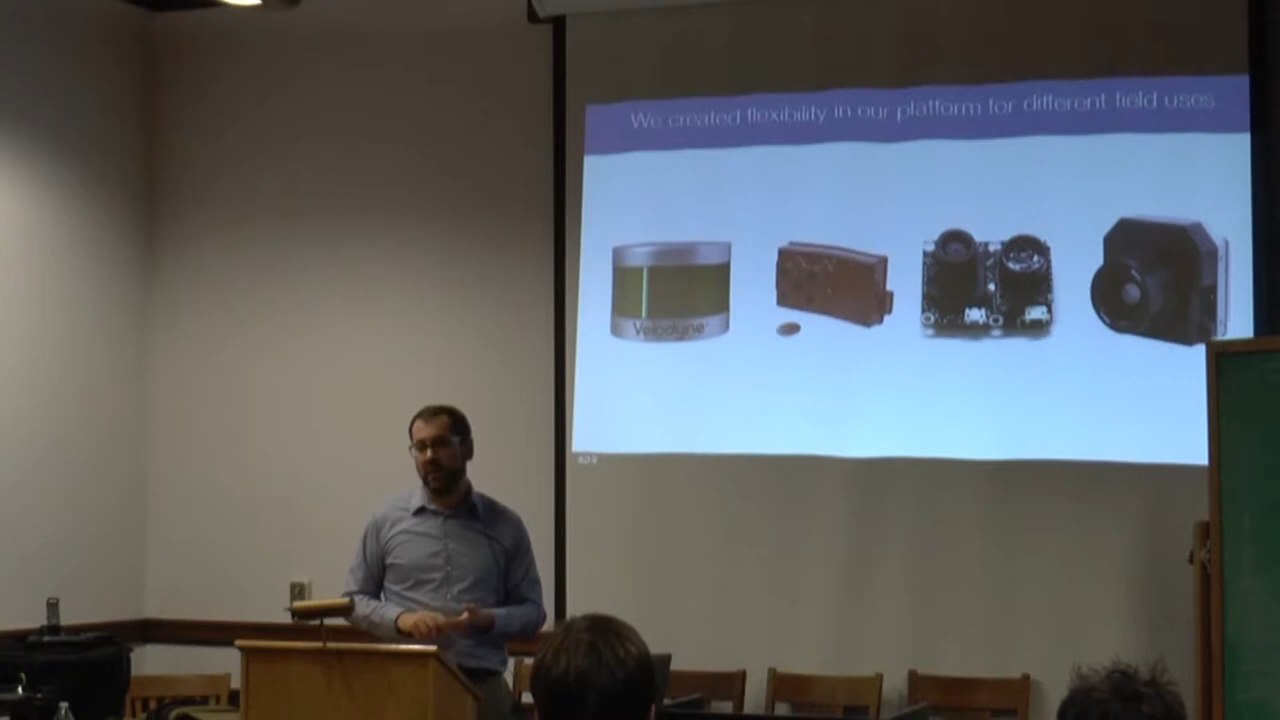 We created flexibility in our platform for different field uses
Velodyne